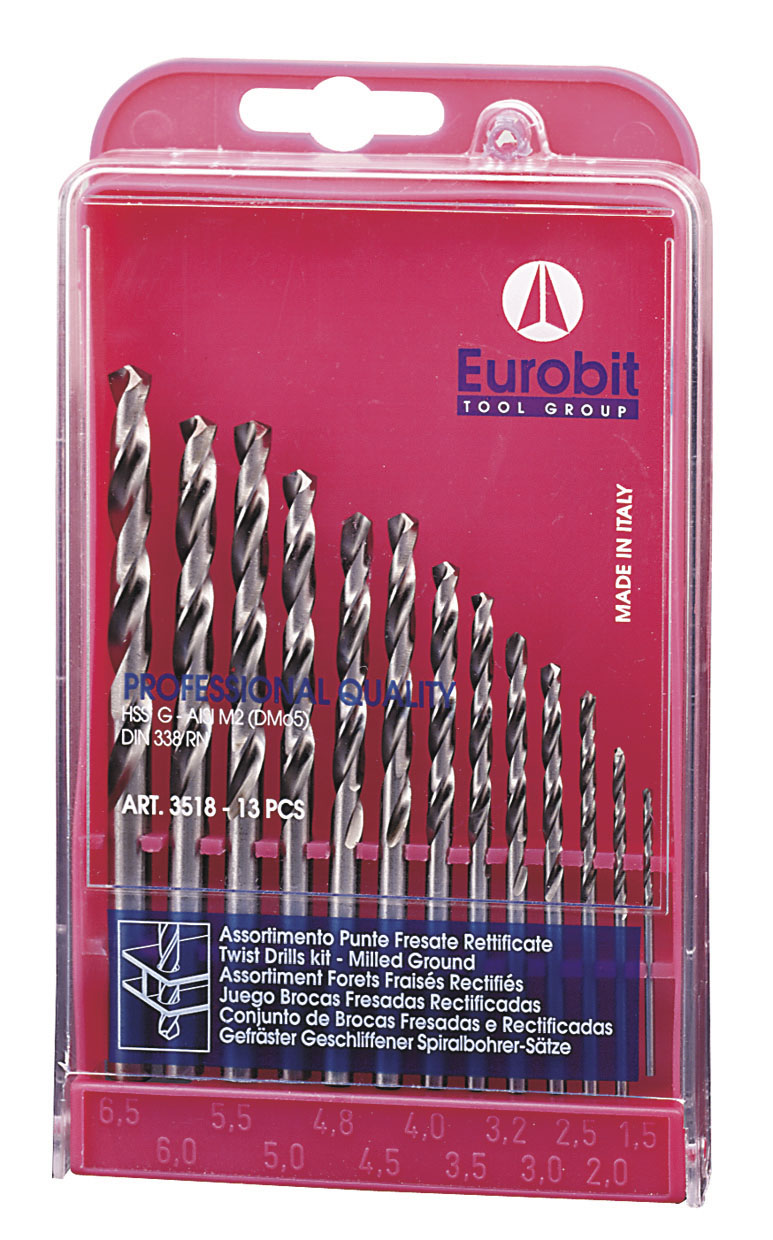 Eurobit
TOOL GROUP
MADE IN ITALY
PROFESSIONAL QUALITY
HSS G - AISI M2 (DMo5)
DIN 338 RN
ART. 3518 - 13 PCS
Assortimento Punte Fresate Rettificate
Twist Drills kit - Milled Ground
Assortiment Forets Fraisés Rectifiés
Juego Brocas Fresadas Rectificadas
Conjunto de Brocas Fresadas e Rectificadas
Gefräster Geschliffener Spiralbohrer-Sätze
6,5 5,5 4,8 4,0 3,2 2,5 1,5
6,0 5,0 4,5 3,5 3,0 2,0